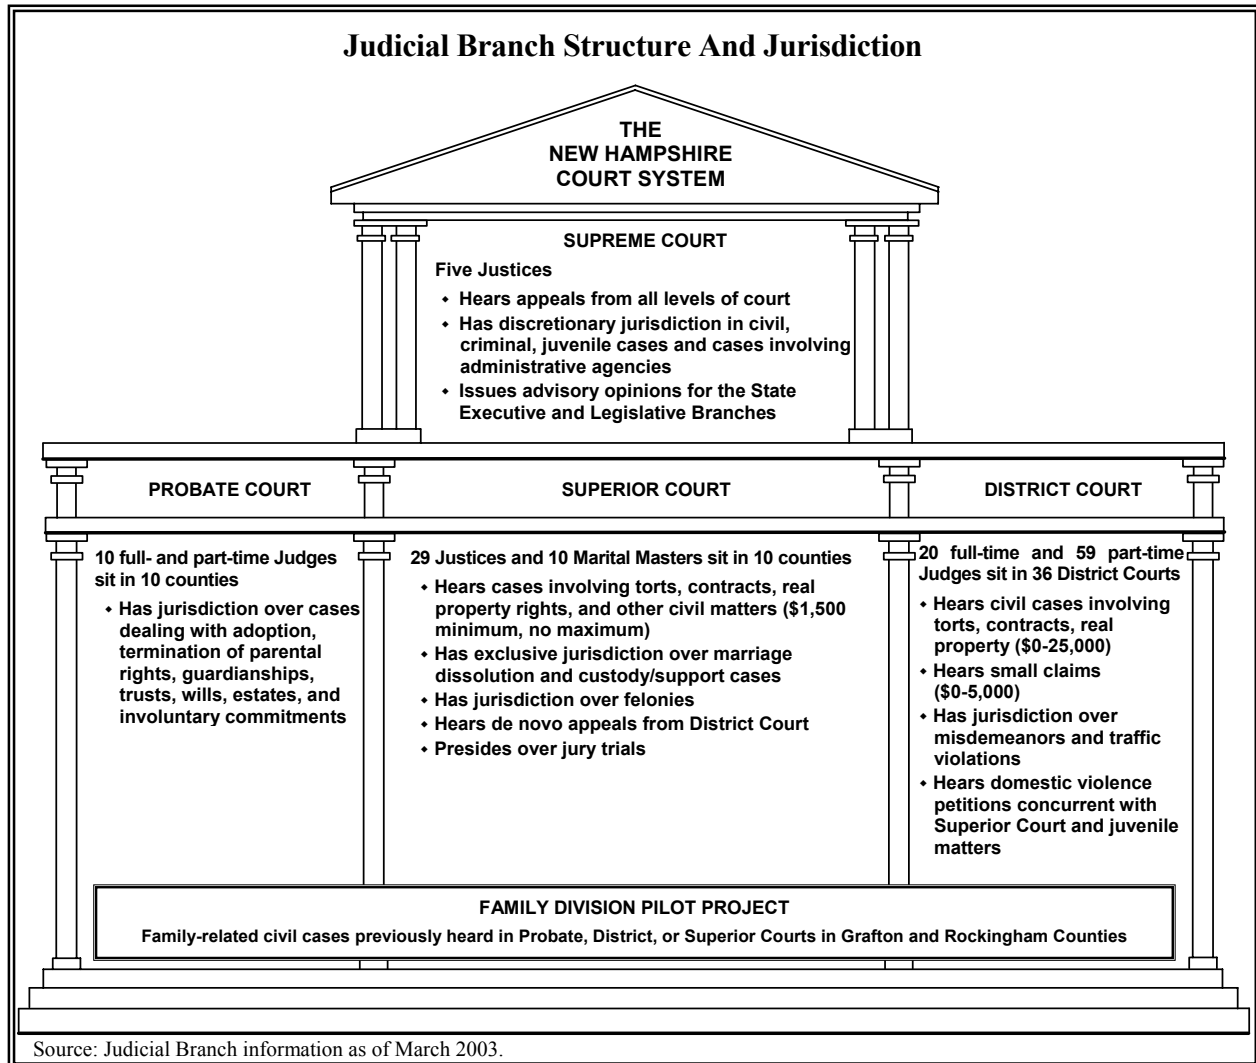 Judicial Branch Structure And Jurisdiction
THE
NEW HAMPSHIRE
COURT SYSTEM
SUPREME COURT
Five Justices
◆ Hears appeals from all levels of court
◆ Has discretionary jurisdiction in civil,
criminal, juvenile cases and cases involving
administrative agencies
◆ Issues advisory opinions for the State
Executive and Legislative Branches
PROBATE COURT
10 full- and part-time Judges
sit in 10 counties
◆ Has jurisdiction over cases
dealing with adoption,
termination of parental
rights, guardianships,
trusts, wills, estates, and
involuntary commitments
SUPERIOR COURT
29 Justices and 10 Marital Masters sit in 10 counties
◆ Hears cases involving torts, contracts, real
property rights, and other civil matters ($1,500
minimum, no maximum)
◆ Has exclusive jurisdiction over marriage
dissolution and custody/support cases
◆ Has jurisdiction over felonies
◆ Hears de novo appeals from District Court
◆ Presides over jury trials
DISTRICT COURT
20 full-time and 59 part-time
Judges sit in 36 District Courts
◆ Hears civil cases involving
torts, contracts, real
property ($0-25,000)
◆ Hears small claims
($0-5,000)
◆ Has jurisdiction over
misdemeanors and traffic
violations
◆ Hears domestic violence
petitions concurrent with
Superior Court and juvenile
matters
FAMILY DIVISION PILOT PROJECT
Family-related civil cases previously heard in Probate, District, or Superior Courts in Grafton and Rockingham Counties
Source: Judicial Branch information as of March 2003.